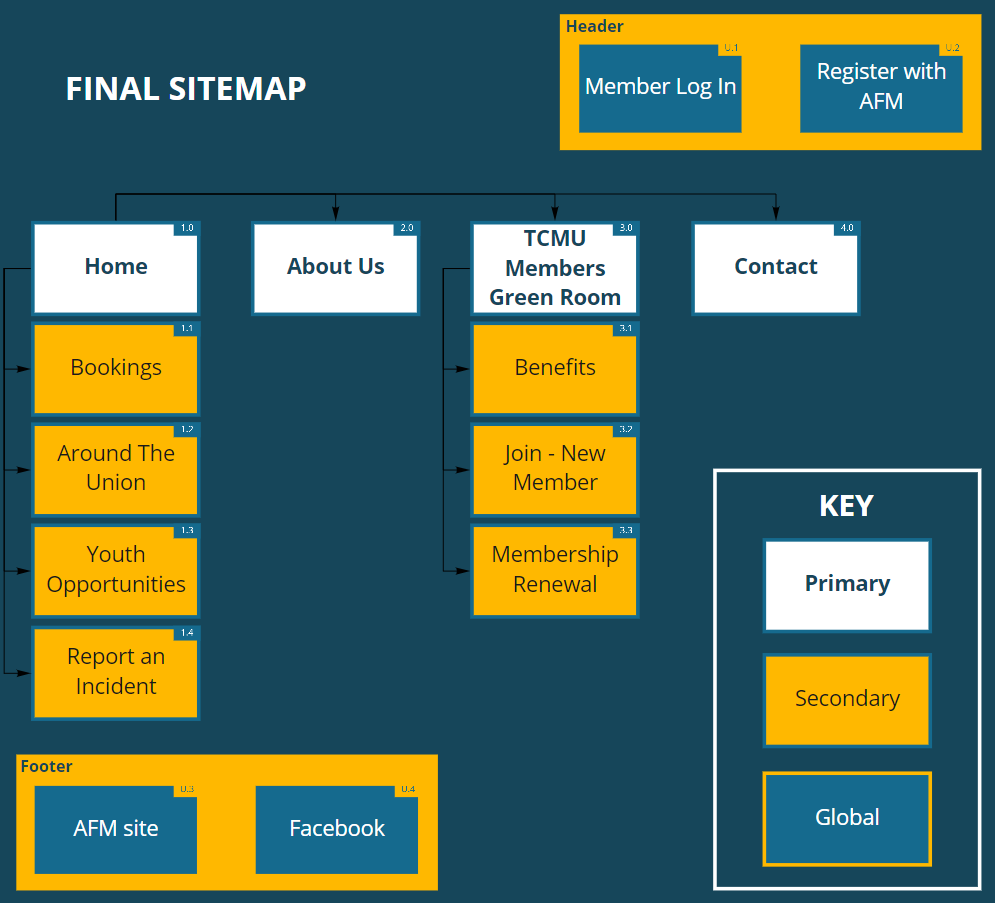 Header
U.1
Member Log In
U.2
Register with
AFM
FINAL SITEMAP
1.0
Home
2.0
About Us
3.0
TCMU
Members
Green Room
4.0
Contact
1.1
Bookings
3.1
Benefits
1.2
Around The
Union
3.2
Join - New
Member
1.3
Youth
Opportunities
3.3
Membership
Renewal
1.4
Report an
Incident
KEY
Primary
Secondary
Global
Footer
U.3
AFM site
U.4
Facebook